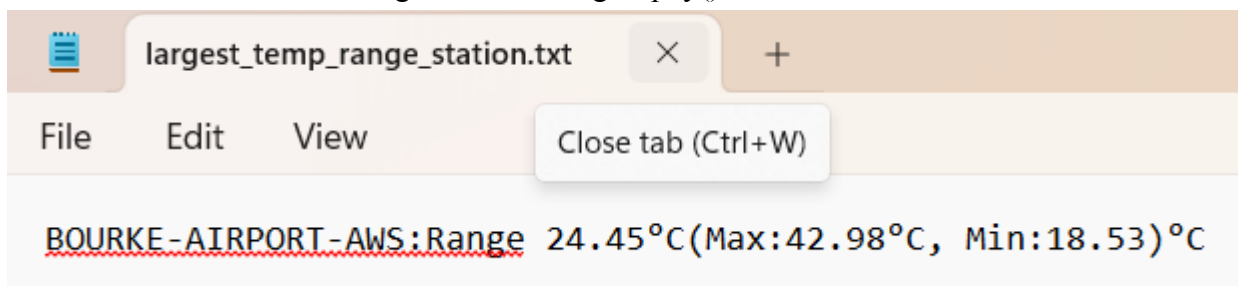 largest_temp_range_station.txt
File Edit View
Close tab (Ctrl+W)
BOURKE-AIRPORT-AWS:Range 24.45°C(Max:42.98°C, Min:18.53)°C